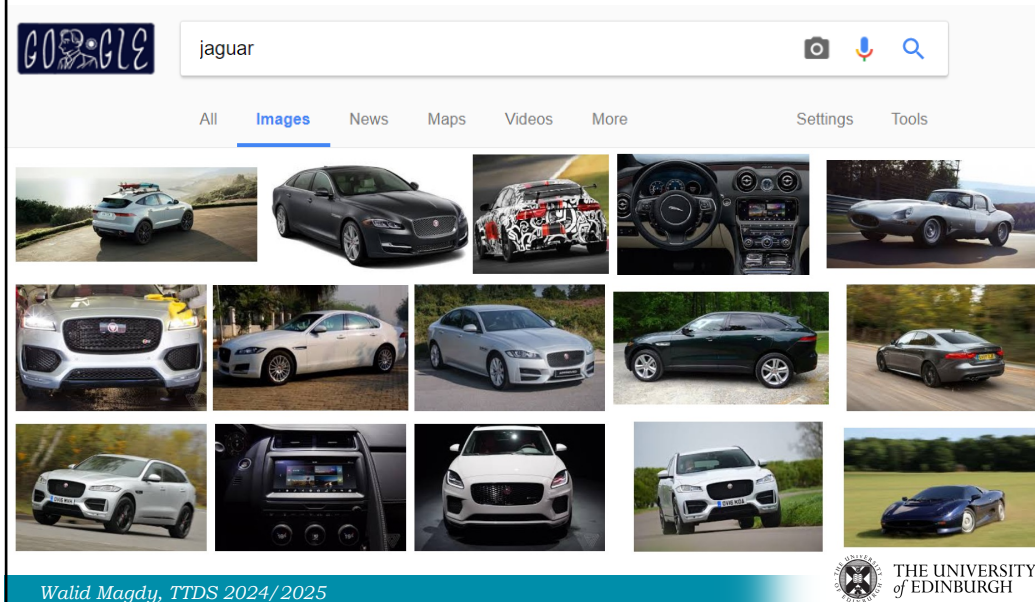 GOOGLE
jaguar
All Images News Maps Videos More Settings Tools
Walid Magdy, TTDS 2024/2025
THE UNIVERSITY
of EDINBURGH